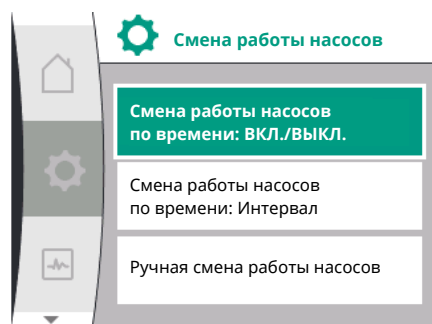 Смена работы насосов
Смена работы насосов
по времени: ВКЛ./ВЫКЛ.
Смена работы насосов
по времени: Интервал
Ручная смена работы насосов